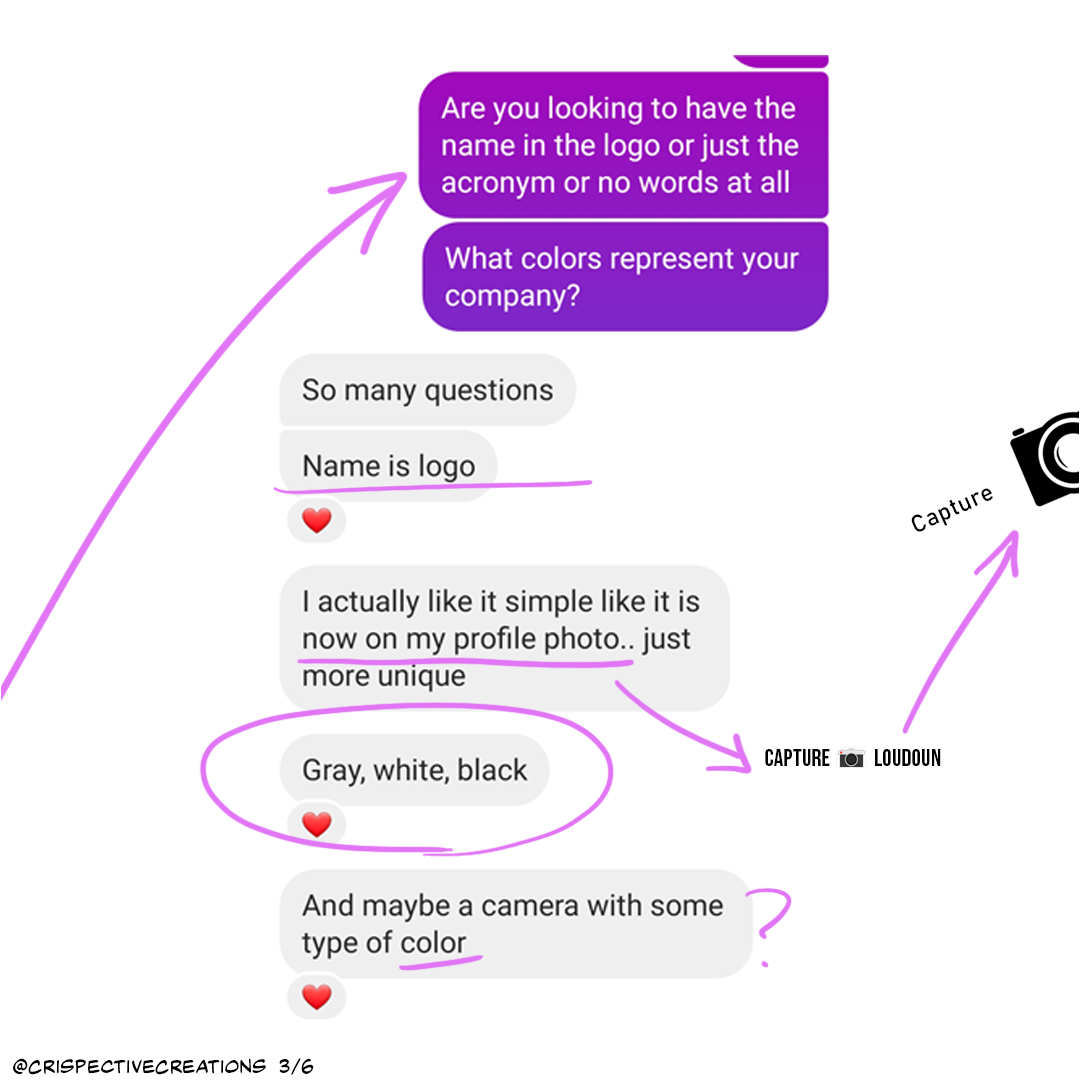 Are you looking to have the
name in the logo or just the
acronym or no words at all
What colors represent your
company?
So many questions
Name is logo
I actually like it simple like it is
now on my profile photo.. just
more unique
Capture
Gray, white, black
CAPTURE 📷 LOUDOUN
And maybe a camera with some
type of color
?
@CRISPECTIVECREATIONS 3/6